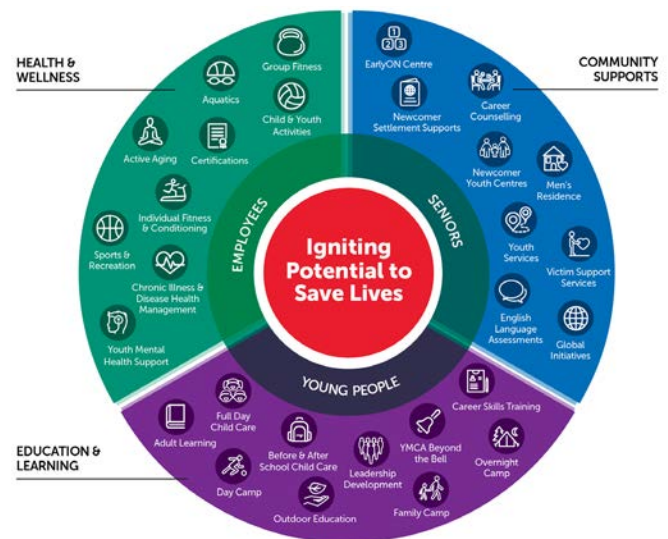 HEALTH &
WELLNESS
Group Fitness
Aquatics
Child & Youth
Activities
Active Aging
Certifications
Individual Fitness
& Conditioning
Sports &
Recreation
Chronic Illness &
Disease Health
Management
Youth Mental
Health Support
COMMUNITY
SUPPORTS
1
2 3
EarlyON Centre
Newcomer
Settlement Supports
Career
Counselling
Newcomer
Youth Centres
Men's
Residence
Youth
Services
Victim Support
Services
English
Language
Assessments
Global
Initiatives
EMPLOYEES
SENIORS
YOUNG PEOPLE
Igniting
Potential to
Save Lives
EDUCATION &
LEARNING
Adult Learning
Full Day
Child Care
Day Camp
Before & After
School Child Care
Outdoor Education
Leadership
Development
YMCA Beyond
the Bell
Family Camp
Career Skills Training
Overnight
Camp